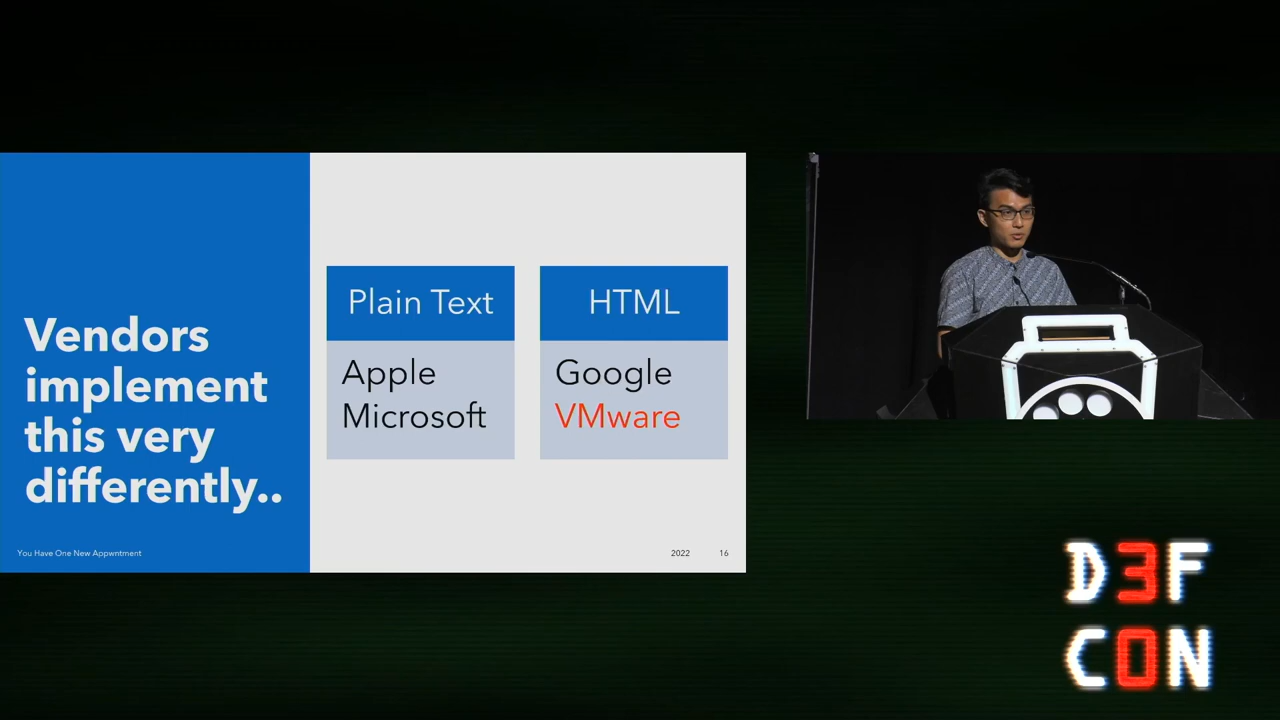 Vendors
implement
this very
differently..
Plain Text
Apple
Microsoft
HTML
Google
VMware
You Have One New Appwntment
2022
16
D3F
C0N